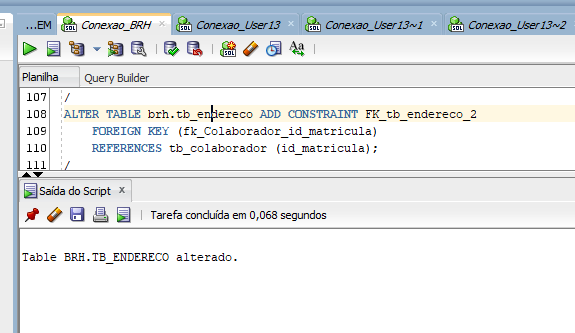 ...EM
Conexao_BRH
Conexao_User13
Conexao_User13~1
Conexao_User13~2
Planilha
Query Builder
107 /
108 ALTER TABLE brh.tb_endereco ADD CONSTRAINT FK_tb_endereco_2
109 FOREIGN KEY (fk_Colaborador_id_matricula)
110 REFERENCES tb_colaborador (id_matricula);
111 /
Saída do Script x
Tarefa concluída em 0,068 segundos
Table BRH.TB_ENDERECO alterado.